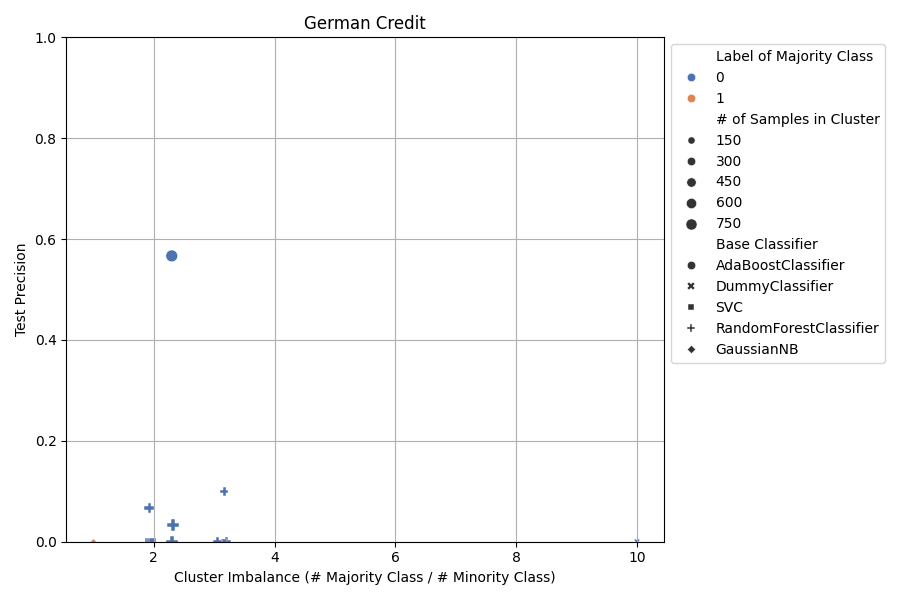 German Credit
1.0
0.8
0.6
0.4
0.2
0.0
Test Precision
2
4
6
8
10
Cluster Imbalance (# Majority Class / # Minority Class)
Label of Majority Class
0
1
# of Samples in Cluster
150
300
450
600
750
Base Classifier
AdaBoostClassifier
DummyClassifier
SVC
RandomForestClassifier
GaussianNB